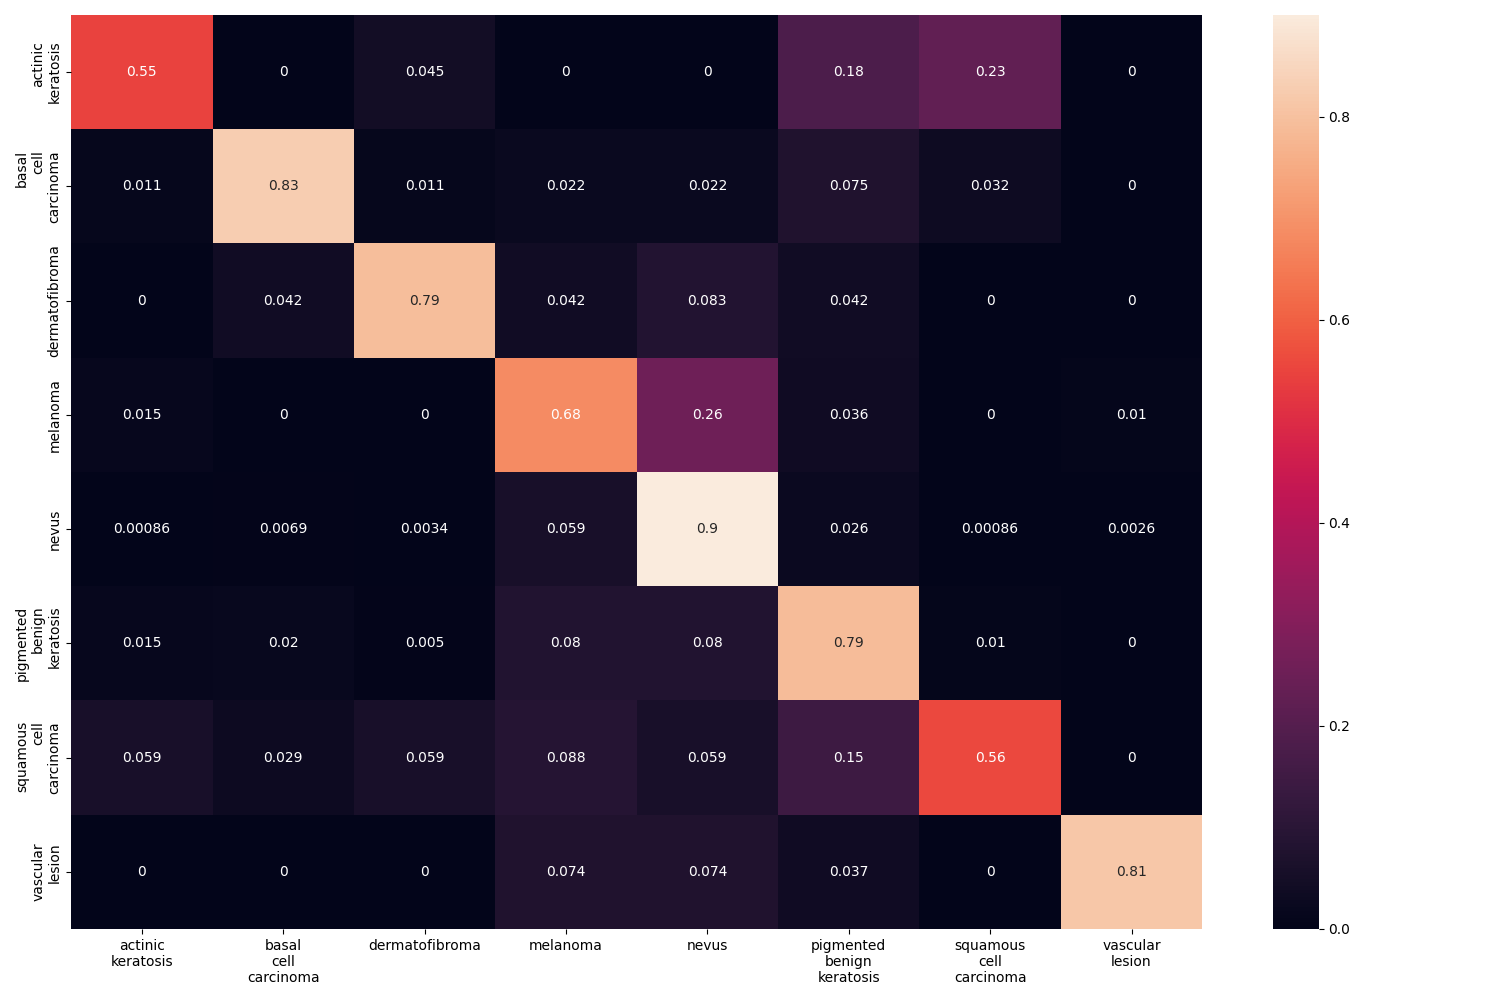 actinic
keratosis
0.55
0
0.045
0
0
0.18
0.23
0
basal
cell
carcinoma
0.011
0.83
0.011
0.022
0.022
0.075
0.032
0
dermatofibroma
0
0.042
0.79
0.042
0.083
0.042
0
0
melanoma
0.015
0
0
0.68
0.26
0.036
0
0.01
nevus
0.00086
0.0069
0.0034
0.059
0.9
0.026
0.00086
0.0026
pigmented
benign
keratosis
0.015
0.02
0.005
0.08
0.08
0.79
0.01
0
squamous
cell
carcinoma
0.059
0.029
0.059
0.088
0.059
0.15
0.56
0
vascular
lesion
0
0
0
0.074
0.074
0.037
0
0.81
actinic
keratosis
basal
cell
carcinoma
dermatofibroma
melanoma
nevus
pigmented
benign
keratosis
squamous
cell
carcinoma
vascular
lesion
0.8
0.6
0.4
0.2
0.0